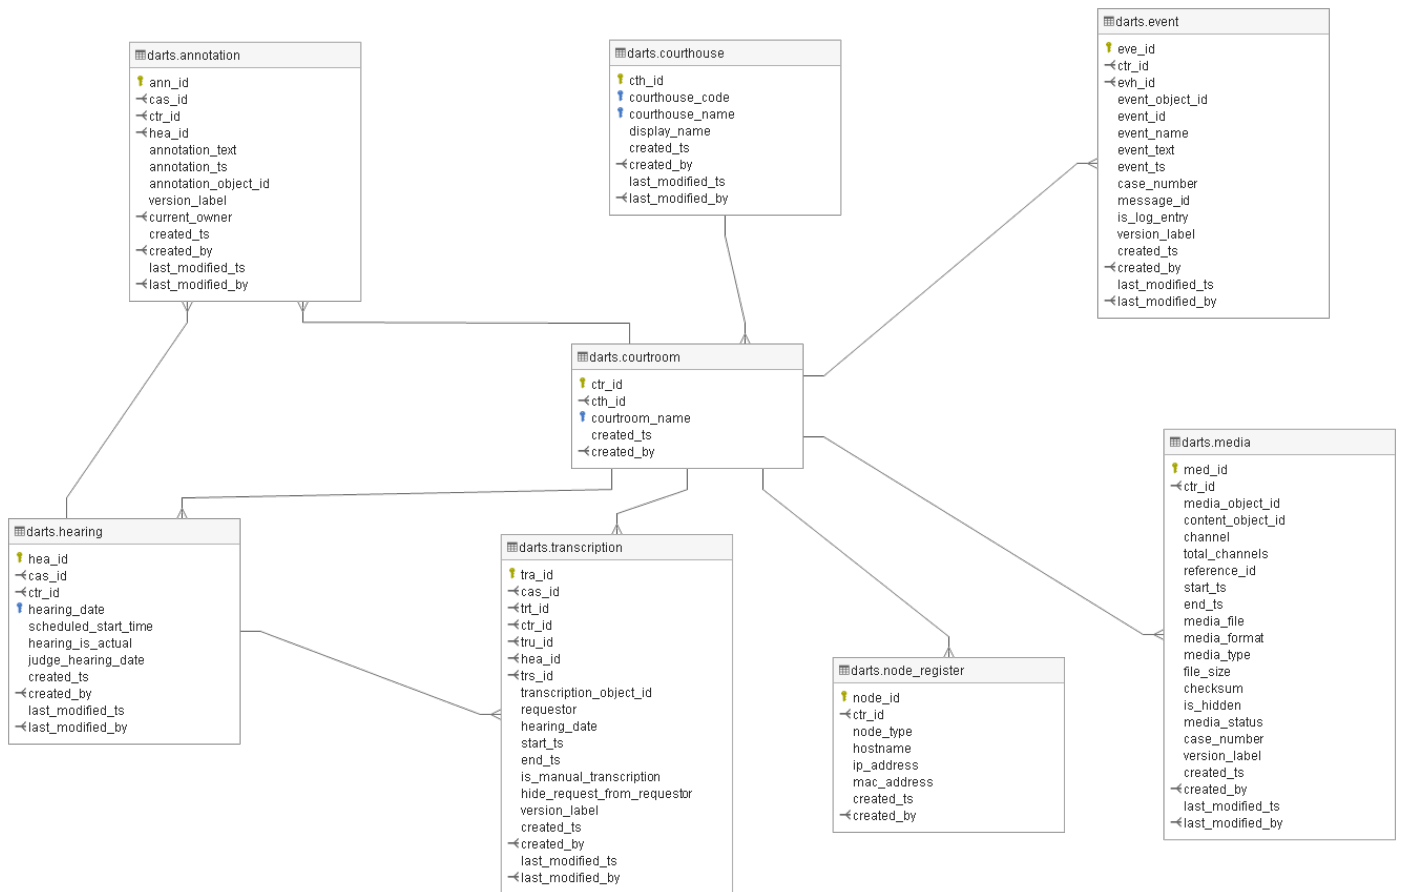 darts.annotation
ann_id
cas_id
ctr_id
hea_id
annotation_text
annotation_ts
annotation_object_id
version_label
current_owner
created_ts
created_by
last_modified_ts
last_modified_by
darts.courthouse
cth_id
courthouse_code
courthouse_name
display_name
created_ts
created_by
last_modified_ts
last_modified_by
darts.event
eve_id
ctr_id
evh_id
event_object_id
event_id
event_name
event_text
event_ts
case_number
message_id
is_log_entry
version_label
created_ts
created_by
last_modified_ts
last_modified_by
darts.courtroom
ctr_id
cth_id
courtroom_name
created_ts
created_by
darts.media
med_id
ctr_id
media_object_id
content_object_id
channel
total_channels
reference_id
start_ts
end_ts
media_file
media_format
media_type
file_size
checksum
is_hidden
media_status
case_number
version_label
created_ts
created_by
last_modified_ts
last_modified_by
darts.hearing
hea_id
cas_id
ctr_id
hearing_date
scheduled_start_time
hearing_is_actual
judge_hearing_date
created_ts
created_by
last_modified_ts
last_modified_by
darts.transcription
tra_id
cas_id
trt_id
ctr_id
tru_id
hea_id
trs_id
transcription_object_id
requestor
hearing_date
start_ts
end_ts
is_manual_transcription
hide_request_from_requestor
version_label
created_ts
created_by
last_modified_ts
last_modified_by
darts.node_register
node_id
ctr_id
node_type
hostname
ip_address
mac_address
created_ts
created_by